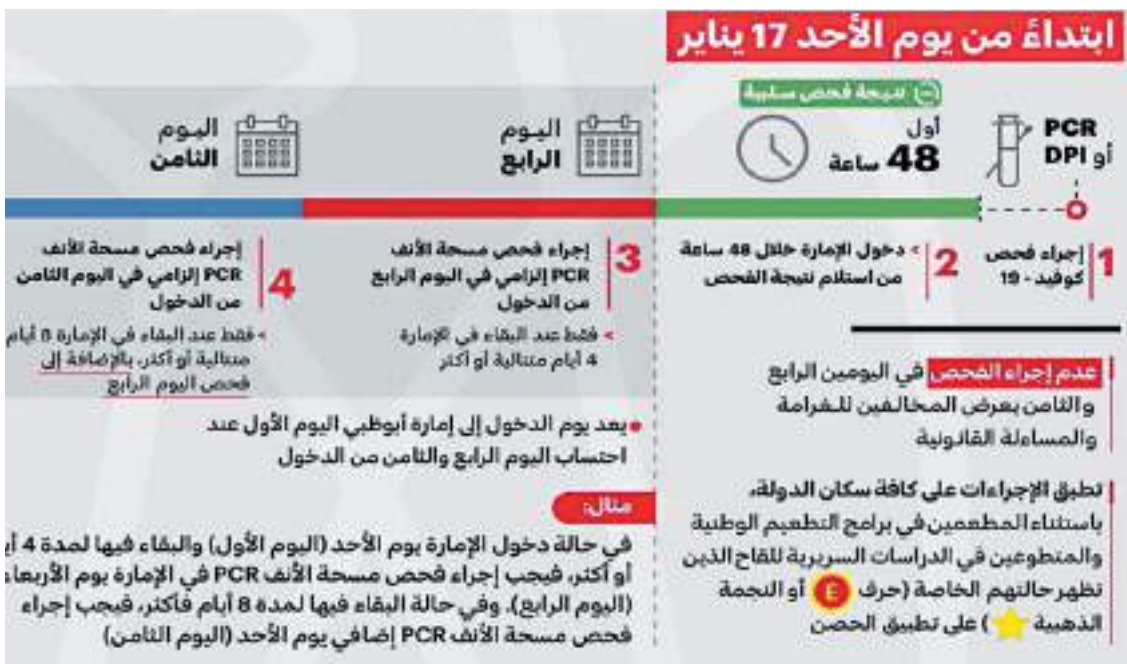 ابتداءً من يوم الأحد 17 يناير
PCR
أو DPI
(-) نتيجة فحص سلبية
أول
48 ساعة
اليوم
الرابع
اليوم
الثامن
1
إجراء فحص
كوفيد - 19
2
> دخول الإمارة خلال 48 ساعة
من استلام نتيجة الفحص
3
إجراء فحص مسحة الأنف
PCR إلزامي في اليوم الرابع
من الدخول
> فقط عند البقاء في الإمارة
4 أيام متتالية أو أكثر
4
إجراء فحص مسحة الأنف
PCR إلزامي في اليوم الثامن
من الدخول
> فقط عند البقاء في الإمارة 8 أيام
متتالية أو أكثر، بالإضافة إلى
فحص اليوم الرابع
عدم إجراء الفحص في اليومين الرابع
والثامن يعرض المخالفين للغرامة
والمساءلة القانونية
تطبق الإجراءات على كافة سكان الدولة،
باستثناء المطعمين في برامج التطعيم الوطنية
والمتطوعين في الدراسات السريرية للقاح الذين
تظهر حالتهم الخاصة (حرف E أو النجمة
الذهبية ) على تطبيق الحصن
يعد يوم الدخول إلى إمارة أبوظبي اليوم الأول عند
احتساب اليوم الرابع والثامن من الدخول
مثال:
في حالة دخول الإمارة يوم الأحد (اليوم الأول) والبقاء فيها لمدة 4
أو أكثر، فيجب إجراء فحص مسحة الأنف PCR في الإمارة يوم الأربعاء
(اليوم الرابع). وفي حالة البقاء فيها لمدة 8 أيام فأكثر، فيجب إجراء
فحص مسحة الأنف PCR إضافي يوم الأحد (اليوم الثامن)